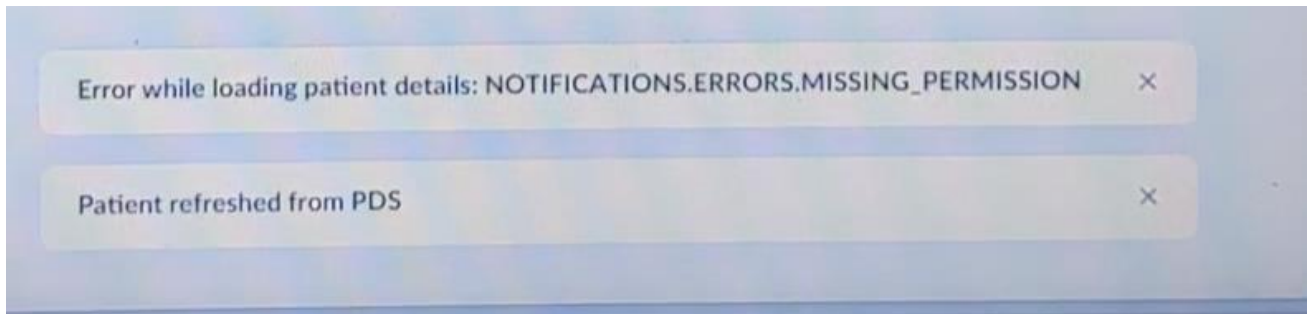 Error while loading patient details: NOTIFICATIONS.ERRORS.MISSING_PERMISSION ×
Patient refreshed from PDS ×